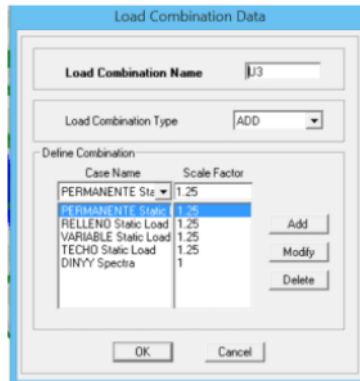 Load Combination Data
Load Combination Name U3
Load Combination Type ADD
Define Combination
Case Name Scale Factor
PERMANENTE Sta 1.25
PERMANENTE Static 1.25
RELLENO Static Load 1.25
VARIABLE Static Load 1.25
TECHO Static Load 1.25
DINYY Spectra 1
Add
Modify
Delete
OK Cancel